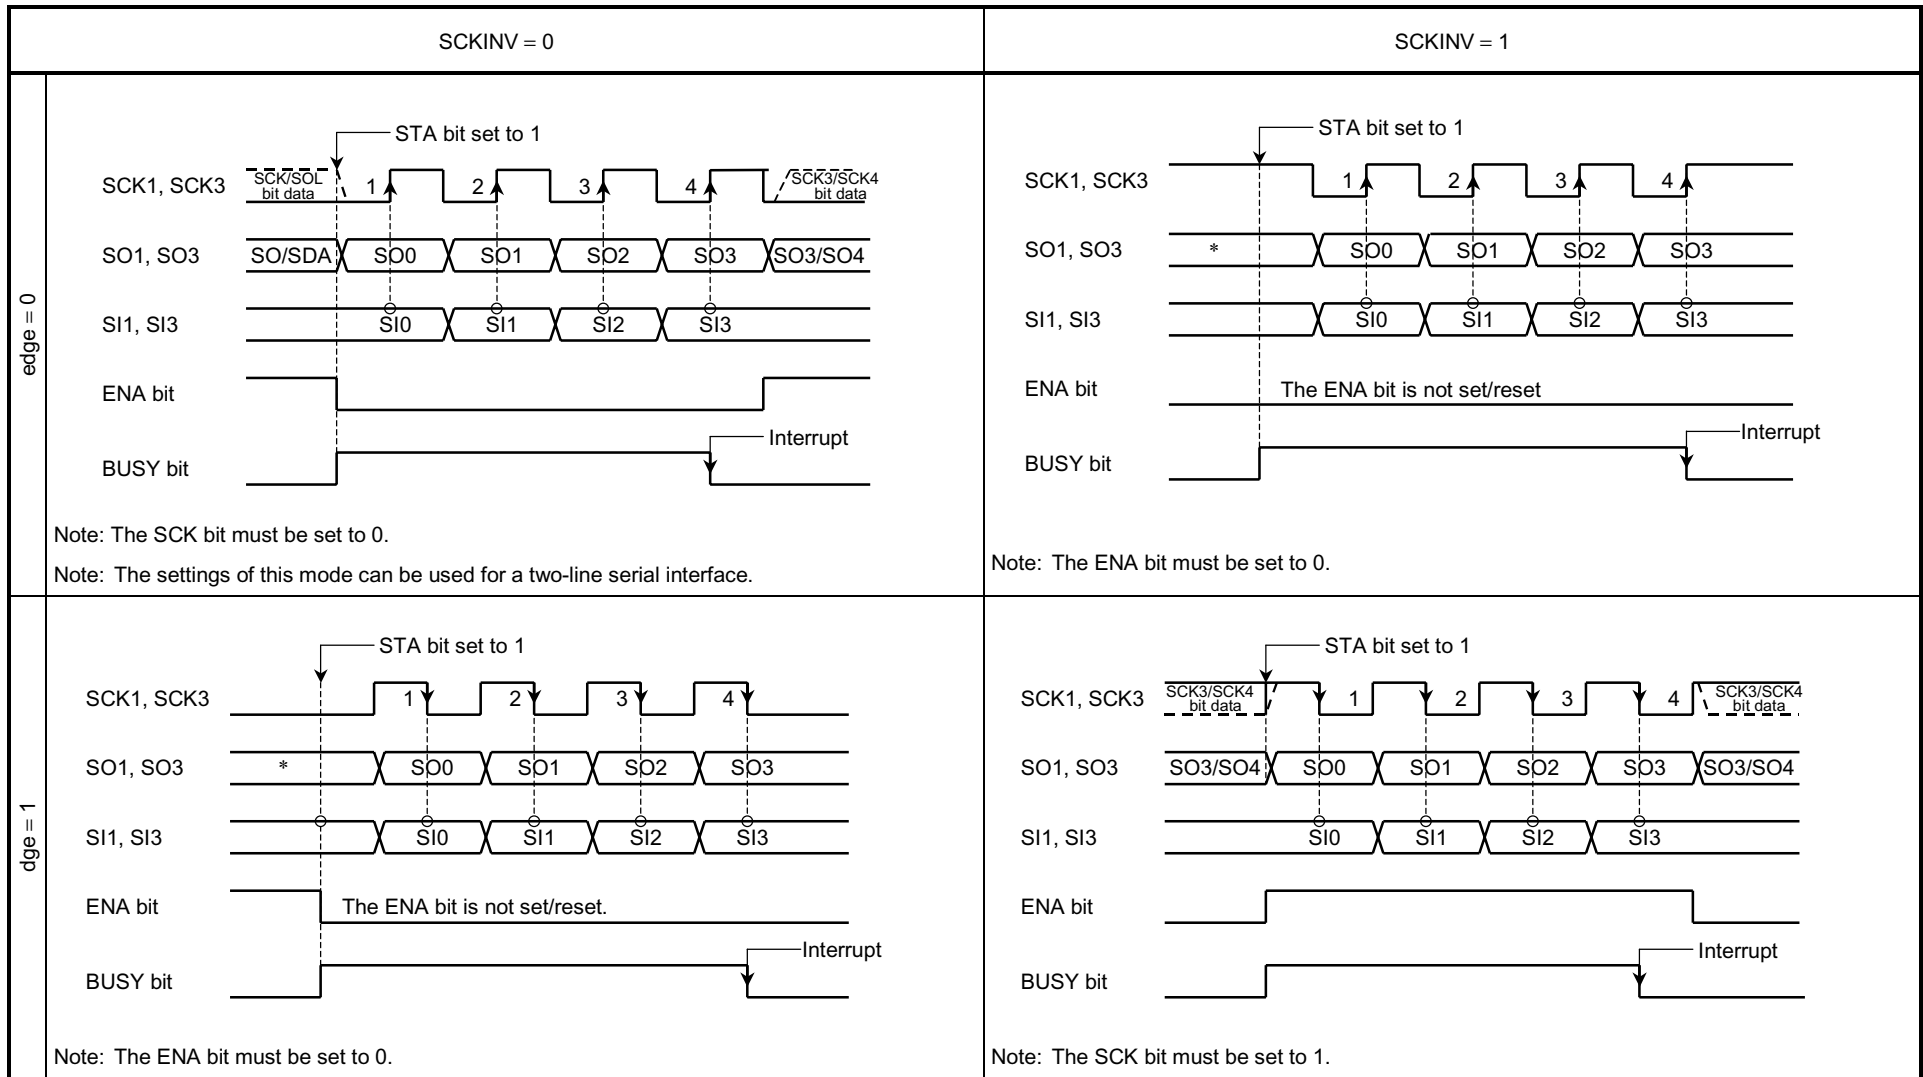 SCKINV = 0
SCKINV = 1
edge = 0
STA bit set to 1
SCK1, SCK3
SCK/SOL
bit data
1 2 3 4
SCK3/SCK4
bit data
SO1, SO3
SO/SDA SO0 SO1 SO2 SO3 SO3/SO4
SI1, SI3
SI0 SI1 SI2 SI3
ENA bit
Interrupt
BUSY bit
Note: The SCK bit must be set to 0.
Note: The settings of this mode can be used for a two-line serial interface.
STA bit set to 1
SCK1, SCK3
1 2 3 4
SO1, SO3
* SO0 SO1 SO2 SO3
SI1, SI3
SI0 SI1 SI2 SI3
ENA bit
The ENA bit is not set/reset
Interrupt
BUSY bit
Note: The ENA bit must be set to 0.
dge = 1
STA bit set to 1
SCK1, SCK3
1 2 3 4
SO1, SO3
* SO0 SO1 SO2 SO3
SI1, SI3
SI0 SI1 SI2 SI3
ENA bit
The ENA bit is not set/reset.
Interrupt
BUSY bit
Note: The ENA bit must be set to 0.
STA bit set to 1
SCK1, SCK3
SCK3/SCK4
bit data
1 2 3 4
SCK3/SCK4
bit data
SO1, SO3
SO3/SO4 SO0 SO1 SO2 SO3 SO3/SO4
SI1, SI3
SI0 SI1 SI2 SI3
ENA bit
Interrupt
BUSY bit
Note: The SCK bit must be set to 1.